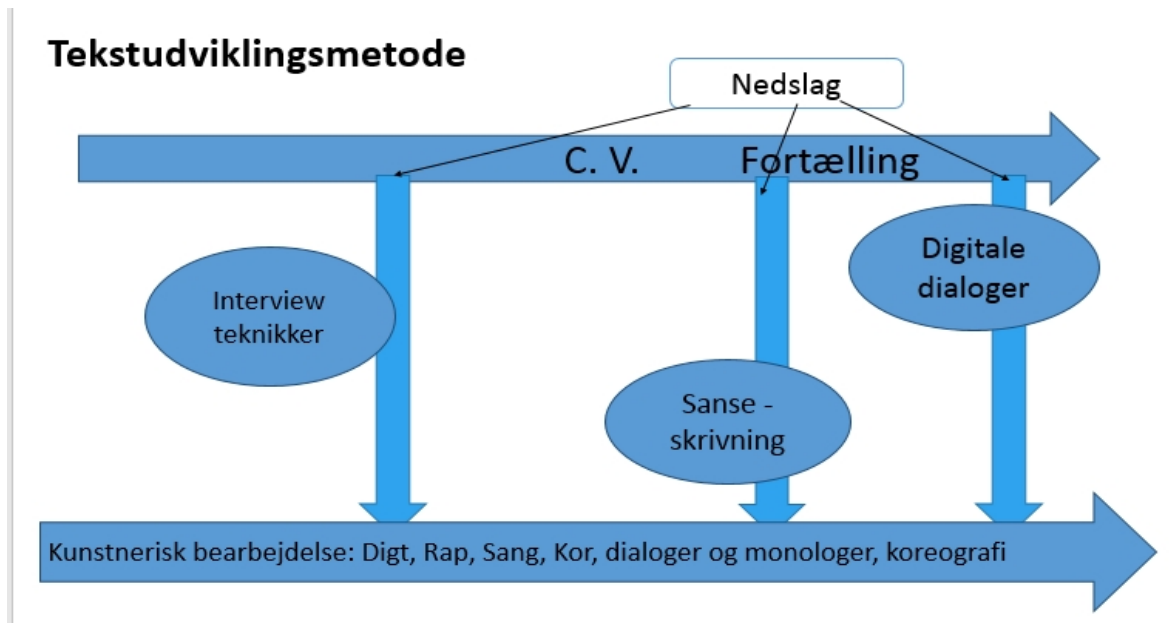 Tekstudviklingsmetode
Nedslag
C. V. Fortælling
Digitale
dialoger
Interview
teknikker
Sanse -
skrivning
Kunstnerisk bearbejdelse: Digt, Rap, Sang, Kor, dialoger og monologer, koreografi